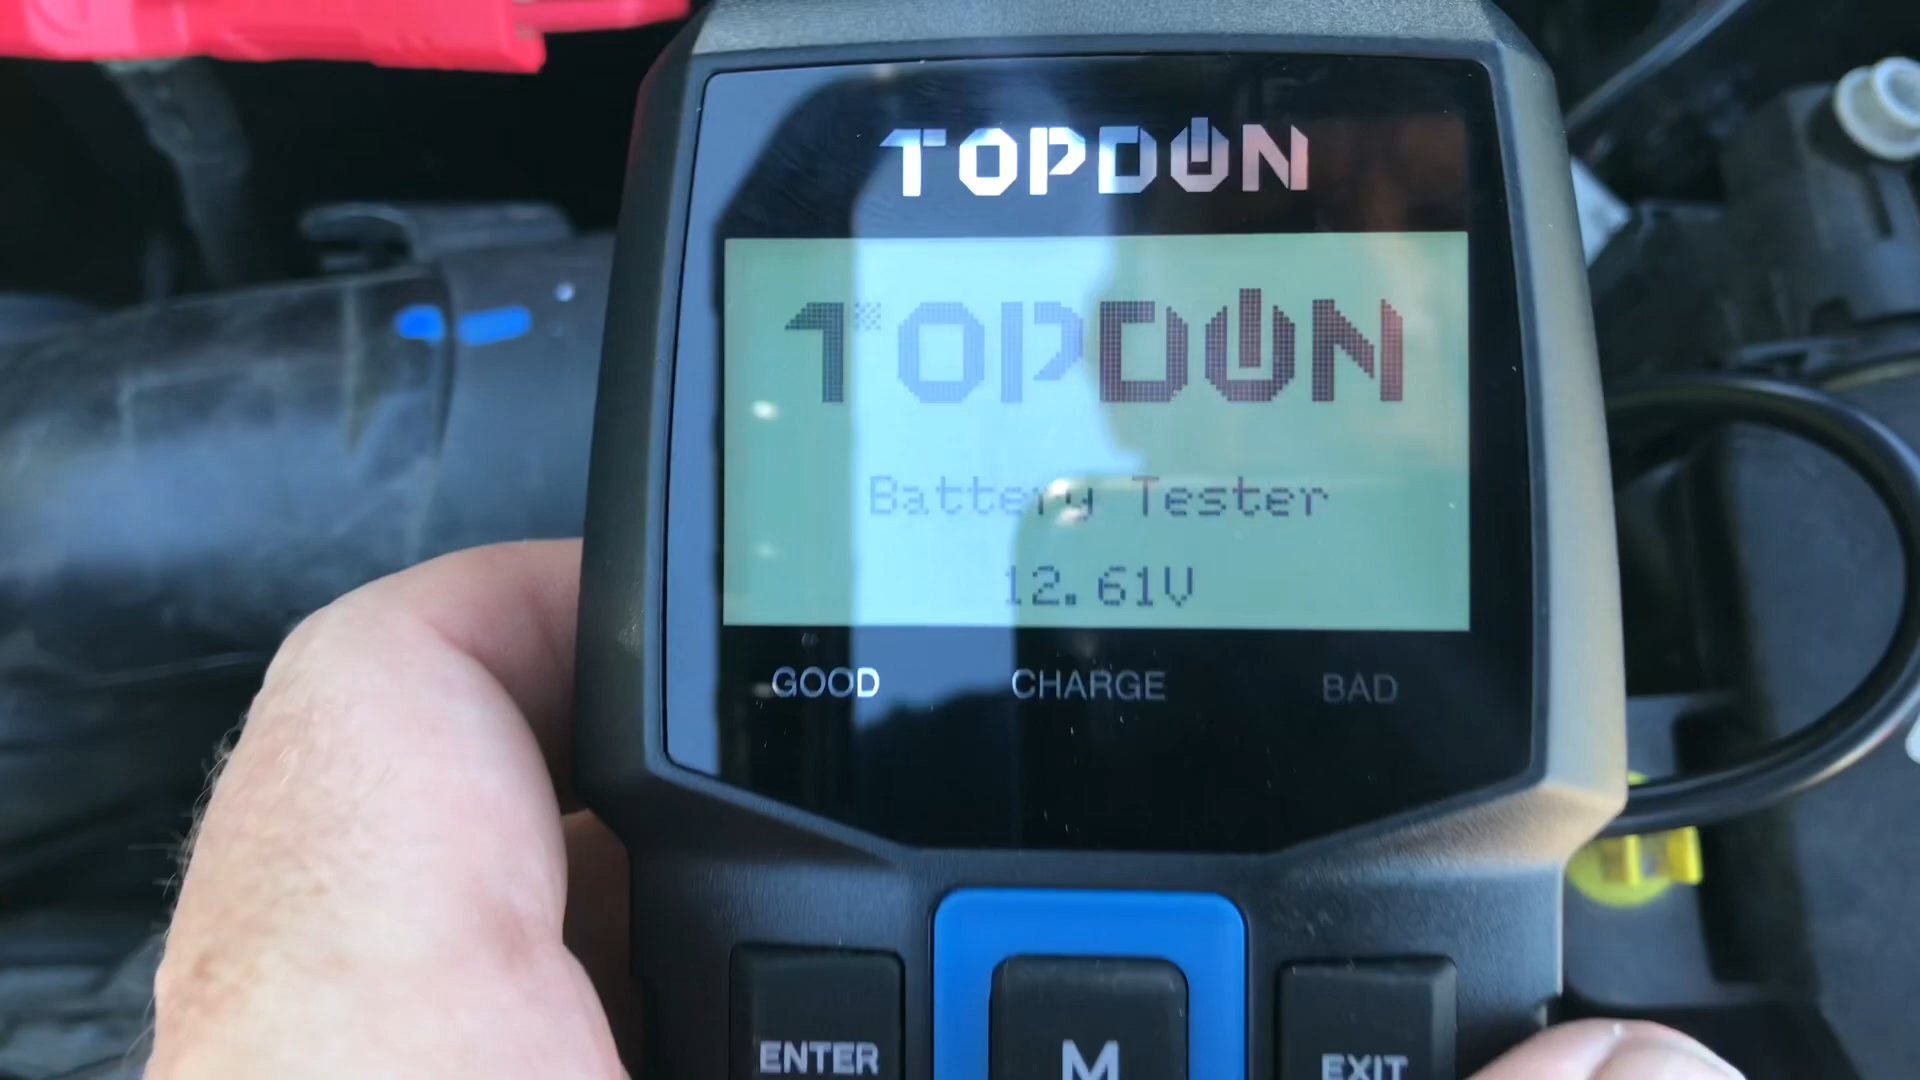 TOPDON
TOPDON
Battery Tester
12.61V
GOOD CHARGE BAD
ENTER M EXIT